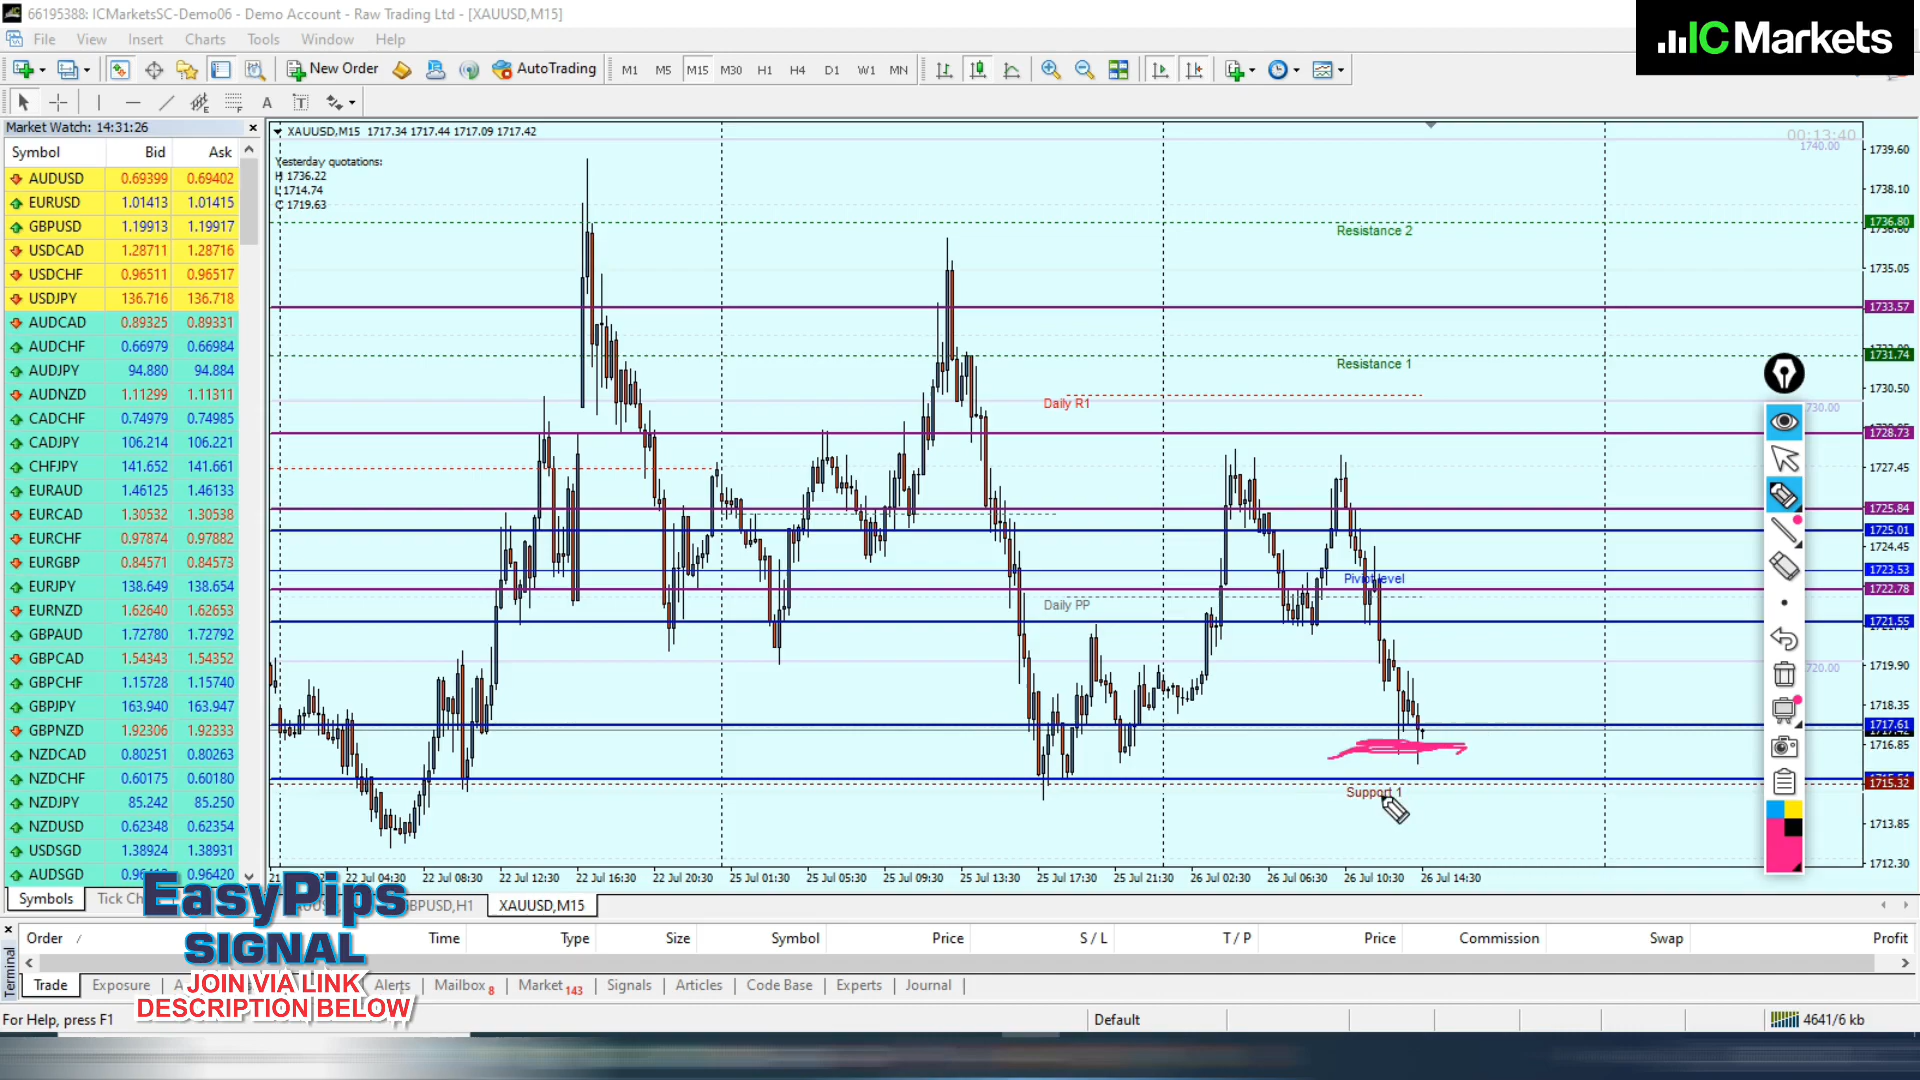 66195388: ICMarketsSC-Demo06 - Demo Account - Raw Trading Ltd - [XAUUSD,M15]
IC Markets
File View Insert Charts Tools Window Help
New Order AutoTrading M1 M5 M15 M30 H1 H4 D1 W1 MN
A T
Market Watch: 14:31:26
Symbol Bid Ask
AUDUSD 0.69399 0.69402
EURUSD 1.01413 1.01415
GBPUSD 1.19913 1.19917
USDCAD 1.28711 1.28716
USDCHF 0.96511 0.96517
USDJPY 136.716 136.718
AUDCAD 0.89325 0.89331
AUDCHF 0.66979 0.66984
AUDJPY 94.880 94.884
AUDNZD 1.11299 1.11311
CADCHF 0.74979 0.74985
CADJPY 106.214 106.221
CHFJPY 141.652 141.661
EURAUD 1.46125 1.46133
EURCAD 1.30532 1.30538
EURCHF 0.97874 0.97882
EURGBP 0.84571 0.84573
EURJPY 138.649 138.654
EURNZD 1.62640 1.62653
GBPAUD 1.72780 1.72792
GBPCAD 1.54343 1.54352
GBPCHF 1.15728 1.15740
GBPJPY 163.940 163.947
GBPNZD 1.92306 1.92333
NZDCAD 0.80251 0.80263
NZDCHF 0.60175 0.60180
NZDJPY 85.242 85.250
NZDUSD 0.62348 0.62354
USDSGD 1.38924 1.38931
AUDSGD 0.96420
Symbols Tick
XAUUSD,M15 1717.34 1717.44 1717.09 1717.42
Yesterday quotations:
H 1736.22
L 1714.74
C 1719.63
00:13:40
1740.00
1739.60
1738.10
1736.80
Resistance 2
1735.05
1733.57
1731.74
Resistance 1
1730.50
Daily R1
1728.73
1727.45
1725.84
1725.01
1724.45
1723.53
Pivot level
1722.78
Daily PP
1721.55
1719.90
1718.35
1717.61
1716.85
1715.32
Support 1
1713.85
1712.30
22 Jul 04:30 22 Jul 08:30 22 Jul 12:30 22 Jul 16:30 22 Jul 20:30 25 Jul 01:30 25 Jul 05:30 25 Jul 09:30 25 Jul 13:30 25 Jul 17:30 25 Jul 21:30 26 Jul 02:30 26 Jul 06:30 26 Jul 10:30 26 Jul 14:30
GBPUSD,H1 XAUUSD,M15
EasyPips
SIGNAL
JOIN VIA LINK
DESCRIPTION BELOW
Order / Time Type Size Symbol Price S / L T / P Price Commission Swap Profit
Terminal
Trade Exposure Alerts Mailbox 8 Market 143 Signals Articles Code Base Experts Journal
For Help, press F1 Default 4641/6 kb